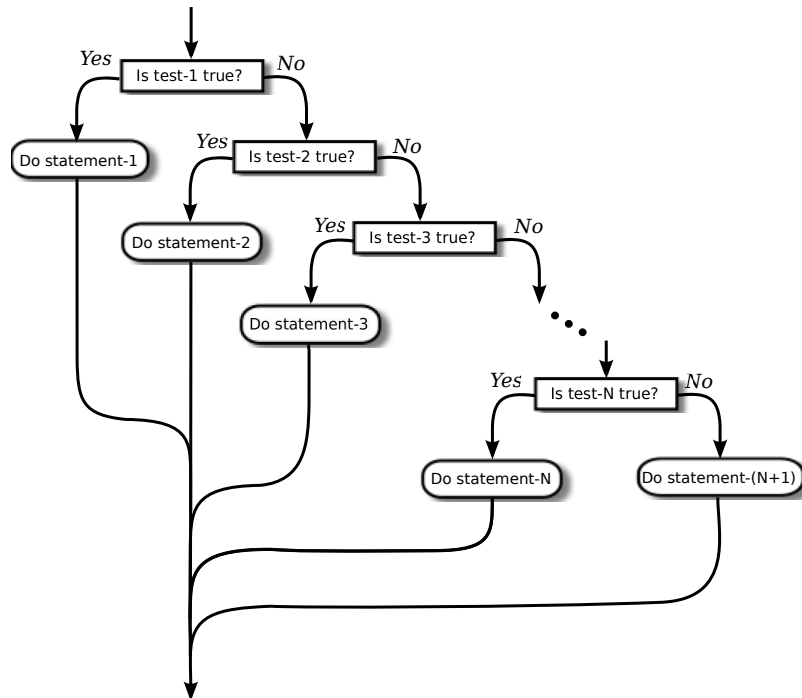 Yes
No
Is test-1 true?
Do statement-1
Yes
No
Is test-2 true?
Do statement-2
Yes
No
Is test-3 true?
Do statement-3
Yes
No
Is test-N true?
Do statement-N
Do statement-(N+1)